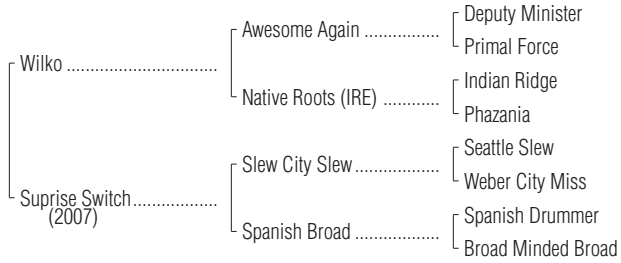 Deputy Minister
Awesome Again ................
Primal Force
Wilko ................................
Indian Ridge
Native Roots (IRE) ............
Phazania
Seattle Slew
Slew City Slew ..................
Weber City Miss
Suprise Switch ..................
(2007)
Spanish Drummer
Spanish Broad ..................
Broad Minded Broad